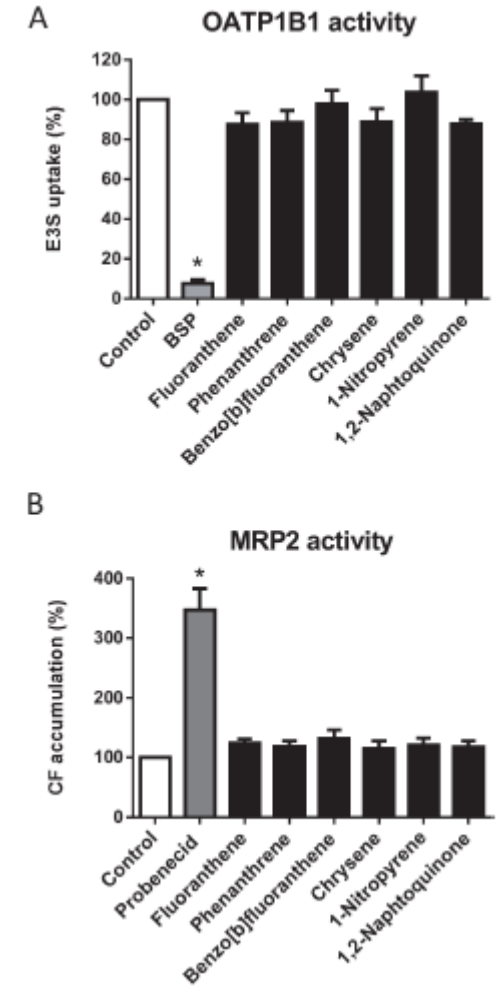 A
OATP1B1 activity
E3S uptake (%)
120
100
80
60
40
20
0
*
Control
BSP
Fluoranthene
Phenanthrene
Benzo[b]fluoranthene
Chrysene
1-Nitropyrene
1,2-Naphtoquinone
B
MRP2 activity
CF accumulation (%)
400
300
200
100
0
*
Control
Probenecid
Fluoranthene
Phenanthrene
Benzo[b]fluoranthene
Chrysene
1-Nitropyrene
1,2-Naphtoquinone